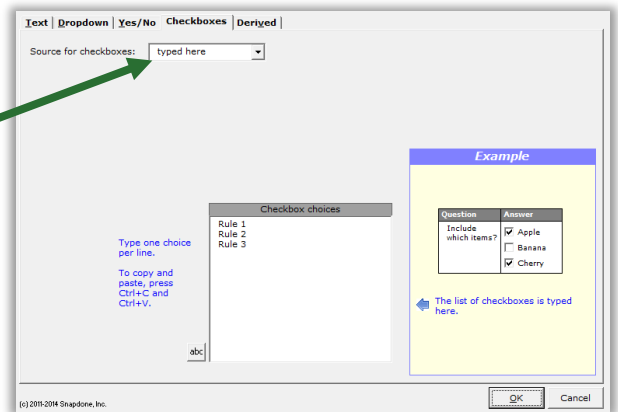 Text Dropdown Yes/No Checkboxes Derived
Source for checkboxes: typed here
Example
Question Answer
Include
which items?
Apple
Banana
Cherry
The list of checkboxes is typed
here.
Checkbox choices
Rule 1
Rule 2
Rule 3
Type one choice
per line.
To copy and
paste, press
Ctrl+C and
Ctrl+V.
abc
(c) 2011-2014 Snapdone, Inc.
OK Cancel